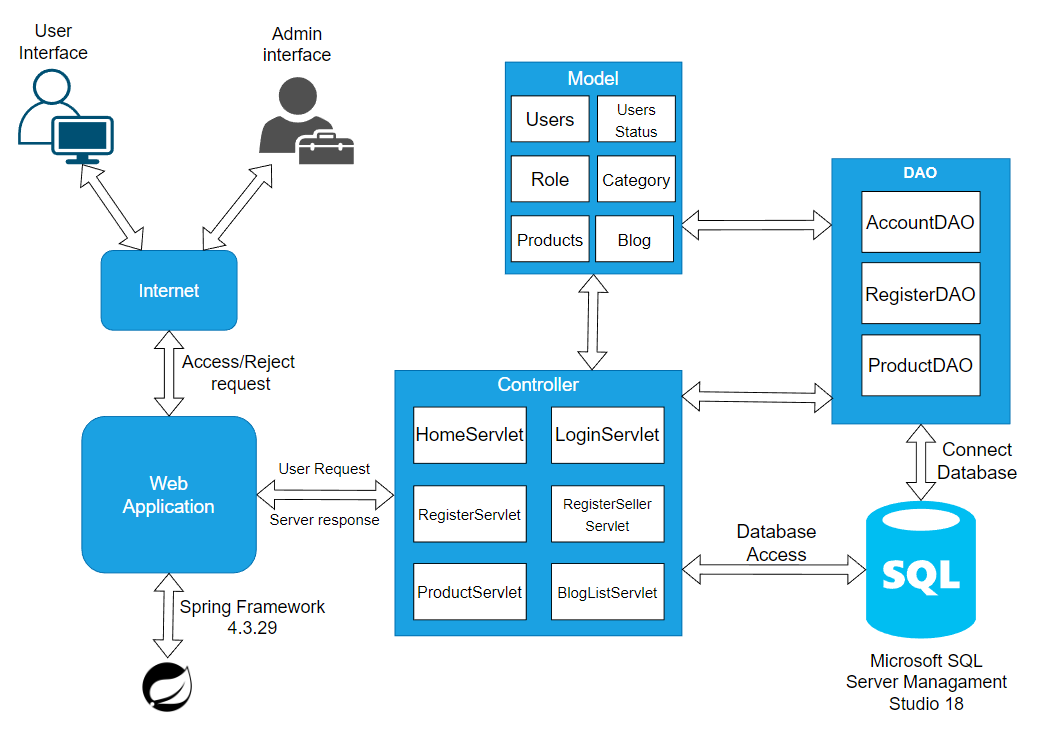 User
Interface
Admin
interface
Internet
Access/Reject
request
Web
Application
User Request
Server response
Spring Framework
4.3.29
Model
Users
Users
Status
Role
Category
Products
Blog
Controller
HomeServlet
LoginServlet
RegisterServlet
RegisterSeller
Servlet
ProductServlet
BlogListServlet
DAO
AccountDAO
RegisterDAO
ProductDAO
Connect
Database
Database
Access
SQL
Microsoft SQL
Server Managament
Studio 18